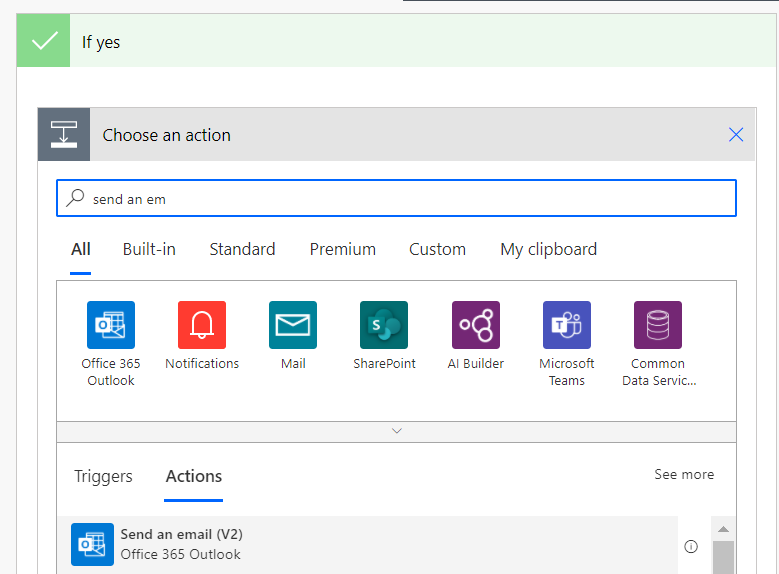 If yes
Choose an action
send an em
All Built-in Standard Premium Custom My clipboard
Office 365 Outlook Notifications Mail SharePoint AI Builder Microsoft Teams Common Data Servic...
Triggers Actions See more
Send an email (V2)
Office 365 Outlook